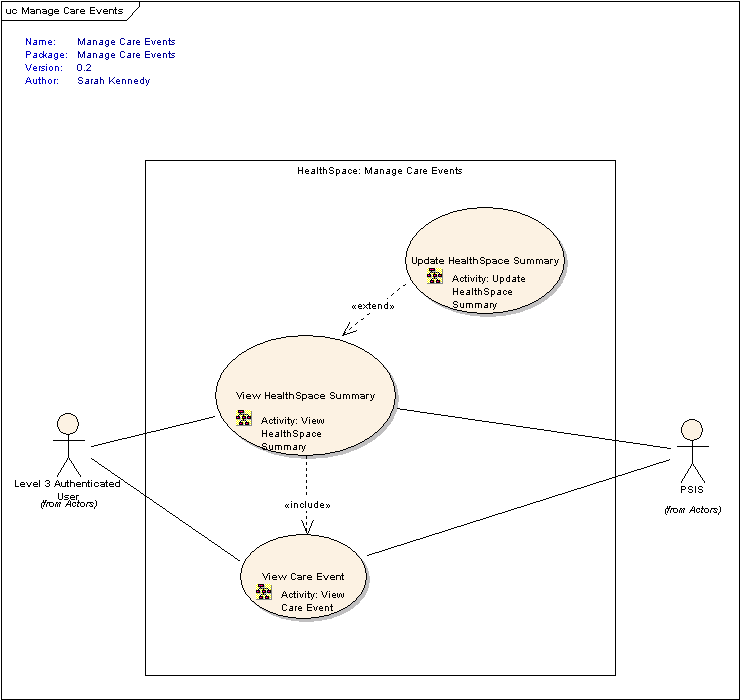 uc Manage Care Events
Name: Manage Care Events
Package: Manage Care Events
Version: 0.2
Author: Sarah Kennedy
HealthSpace: Manage Care Events
Update HealthSpace Summary
Activity: Update
HealthSpace
Summary
«extend»
View HealthSpace Summary
Activity: View
HealthSpace
Summary
Level 3 Authenticated
User
(from Actors)
PSIS
(from Actors)
«include»
View Care Event
Activity: View
Care Event